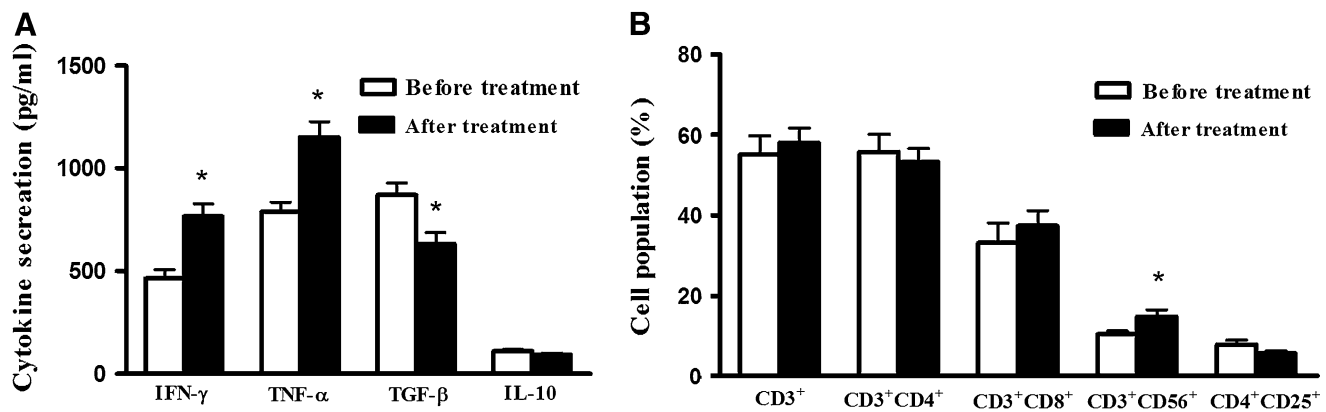 A
Cytokine secreation (pg/ml)
1500
1000
500
0
Before treatment
After treatment
*
*
*
IFN-γ
TNF-α
TGF-β
IL-10
B
Cell population (%)
80
60
40
20
0
Before treatment
After treatment
*
CD3⁺
CD3⁺CD4⁺
CD3⁺CD8⁺
CD3⁺CD56⁺
CD4⁺CD25⁺